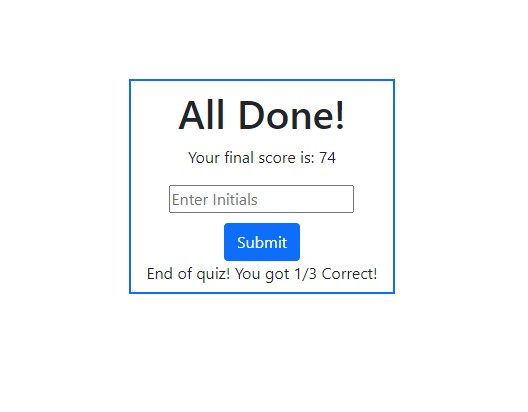 All Done!
Your final score is: 74
Enter Initials
Submit
End of quiz! You got 1/3 Correct!